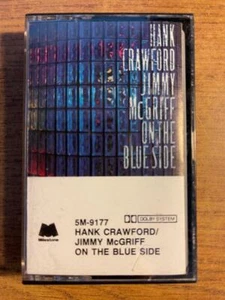 HANK
CRAWFORD
JIMMY
McGRIFF
ON THE
BLUE SIDE
5M-9177
DOLBY SYSTEM
HANK CRAWFORD/
JIMMY McGRIFF
ON THE BLUE SIDE
Milestone